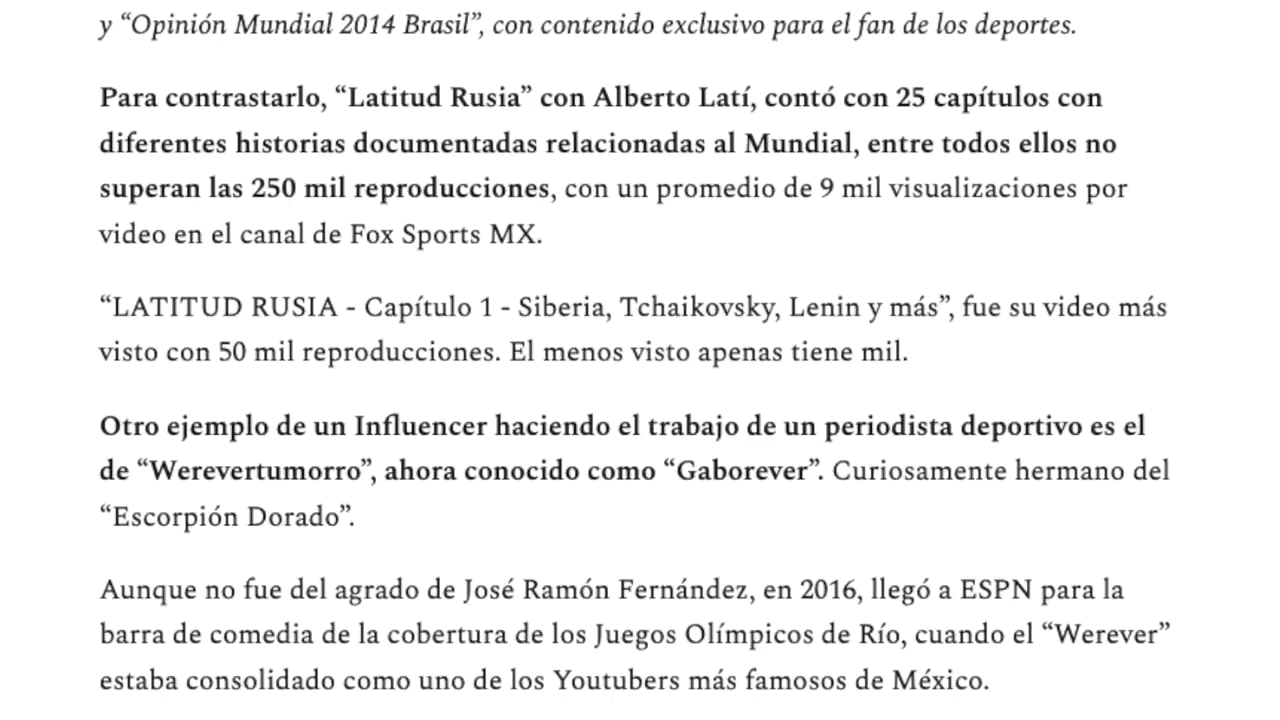 y “Opinión Mundial 2014 Brasil”, con contenido exclusivo para el fan de los deportes.
Para contrastarlo, “Latitud Rusia” con Alberto Latí, contó con 25 capítulos con
diferentes historias documentadas relacionadas al Mundial, entre todos ellos no
superan las 250 mil reproducciones, con un promedio de 9 mil visualizaciones por
video en el canal de Fox Sports MX.
“LATITUD RUSIA - Capítulo 1 - Siberia, Tchaikovsky, Lenin y más”, fue su video más
visto con 50 mil reproducciones. El menos visto apenas tiene mil.
Otro ejemplo de un Influencer haciendo el trabajo de un periodista deportivo es el
de “Werevertumorro”, ahora conocido como “Gaborever”. Curiosamente hermano del
“Escorpión Dorado”.
Aunque no fue del agrado de José Ramón Fernández, en 2016, llegó a ESPN para la
barra de comedia de la cobertura de los Juegos Olímpicos de Río, cuando el “Werever”
estaba consolidado como uno de los Youtubers más famosos de México.